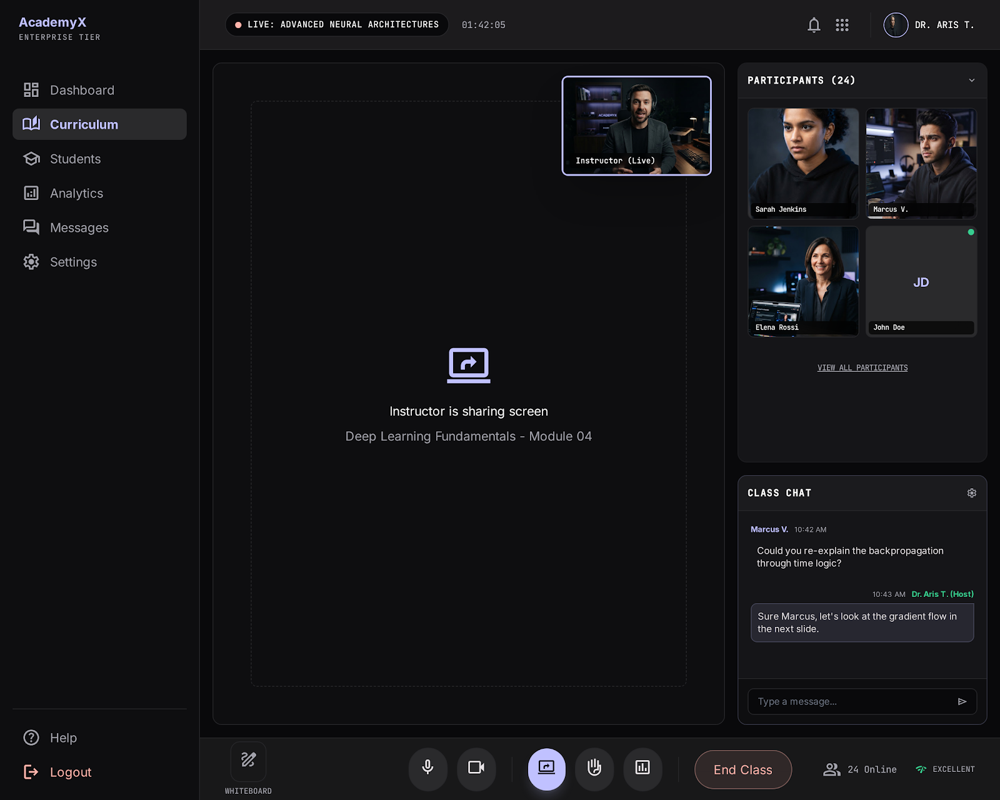 AcademyX
ENTERPRISE TIER
Dashboard
Curriculum
Students
Analytics
Messages
Settings
Help
Logout
LIVE: ADVANCED NEURAL ARCHITECTURES
01:42:05
DR. ARIS T.
ACADEMYX
Instructor (Live)
Instructor is sharing screen
Deep Learning Fundamentals - Module 04
PARTICIPANTS (24)
Sarah Jenkins
Marcus V.
Elena Rossi
JD
John Doe
VIEW ALL PARTICIPANTS
CLASS CHAT
Marcus V. 10:42 AM
Could you re-explain the backpropagation
through time logic?
10:43 AM Dr. Aris T. (Host)
Sure Marcus, let's look at the gradient flow in
the next slide.
Type a message...
WHITEBOARD
End Class
24 Online
EXCELLENT